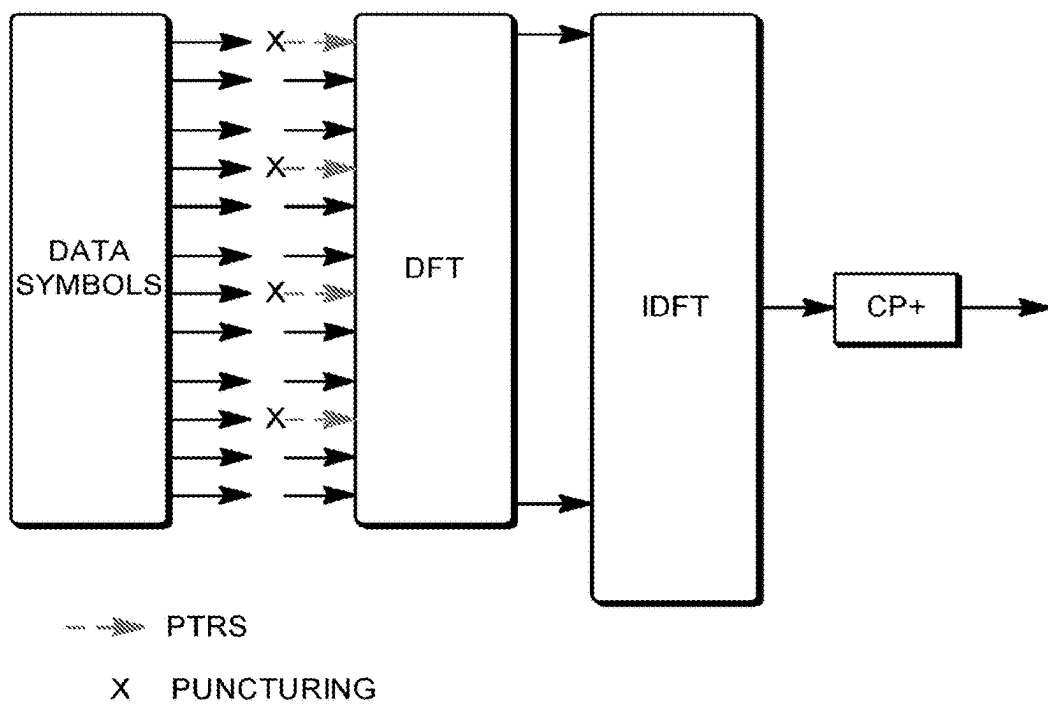 X
X
X
X
DATA
SYMBOLS
DFT
IDFT
CP+
PTRS
X PUNCTURING